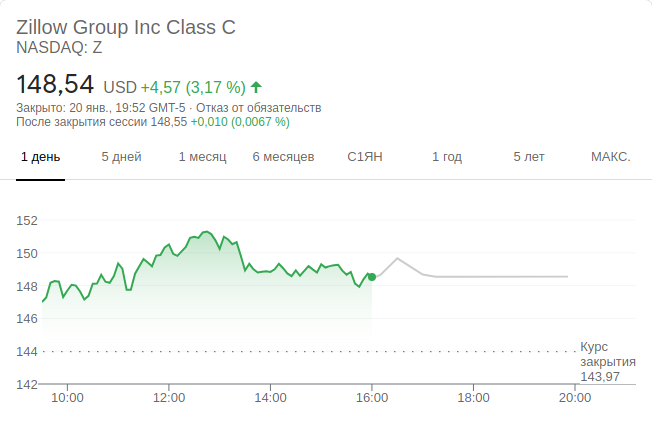 Zillow Group Inc Class C
NASDAQ: Z
148,54 USD +4,57 (3,17 %)
Закрыто: 20 янв., 19:52 GMT-5 · Отказ от обязательств
После закрытия сессии 148,55 +0,010 (0,0067 %)
1 день 5 дней 1 месяц 6 месяцев С1ЯН 1 год 5 лет МАКС.
152
150
148
146
144
142
Курс
закрытия
143,97
10:00 12:00 14:00 16:00 18:00 20:00